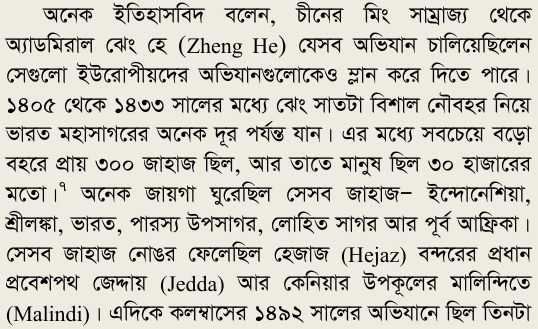 অনেক ইতিহাসবিদ বলেন, চীনের মিং সাম্রাজ্য থেকে
অ্যাডমিরাল ঝেং হে (Zheng He) যেসব অভিযান চালিয়েছিলেন
সেগুলো ইউরোপীয়দের অভিযানগুলোকেও ম্লান করে দিতে পারে।
১৪০৫ থেকে ১৪৩৩ সালের মধ্যে ঝেং সাতটা বিশাল নৌবহর নিয়ে
ভারত মহাসাগরের অনেক দূর পর্যন্ত যান। এর মধ্যে সবচেয়ে বড়ো
বহরে প্রায় ৩০০ জাহাজ ছিল, আর তাতে মানুষ ছিল ৩০ হাজারের
মতো।৭ অনেক জায়গা ঘুরেছিল সেসব জাহাজ– ইন্দোনেশিয়া,
শ্রীলঙ্কা, ভারত, পারস্য উপসাগর, লোহিত সাগর আর পূর্ব আফ্রিকা।
সেসব জাহাজ নোঙর ফেলেছিল হেজাজ (Hejaz) বন্দরের প্রধান
প্রবেশপথ জেদ্দায় (Jedda) আর কেনিয়ার উপকূলের মালিন্দিতে
(Malindi)। এদিকে কলম্বাসের ১৪৯২ সালের অভিযানে ছিল তিনটা